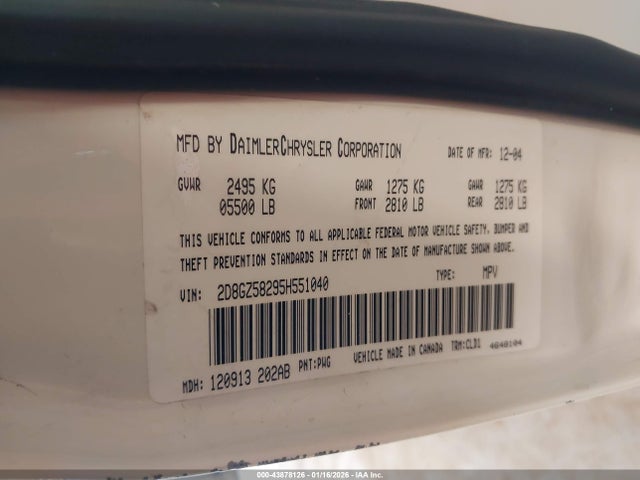 MFD BY DAIMLERCHRYSLER CORPORATION DATE OF MFR: 12-04
GVWR 2495 KG GAWR 1275 KG GAWR 1275 KG
05500 LB FRONT 2810 LB REAR 2810 LB
THIS VEHICLE CONFORMS TO ALL APPLICABLE FEDERAL MOTOR VEHICLE SAFETY, BUMPER AND
THEFT PREVENTION STANDARDS IN EFFECT ON THE DATE OF MANUFACTURE SHOWN ABOVE.
VIN: 2D8GZ58295H551040 TYPE: MPV
MDH: 120913 202AB PNT:PWG VEHICLE MADE IN CANADA TRM:CLD1 4648104
00-43878126 - 01/16/2026 - IAA Inc.